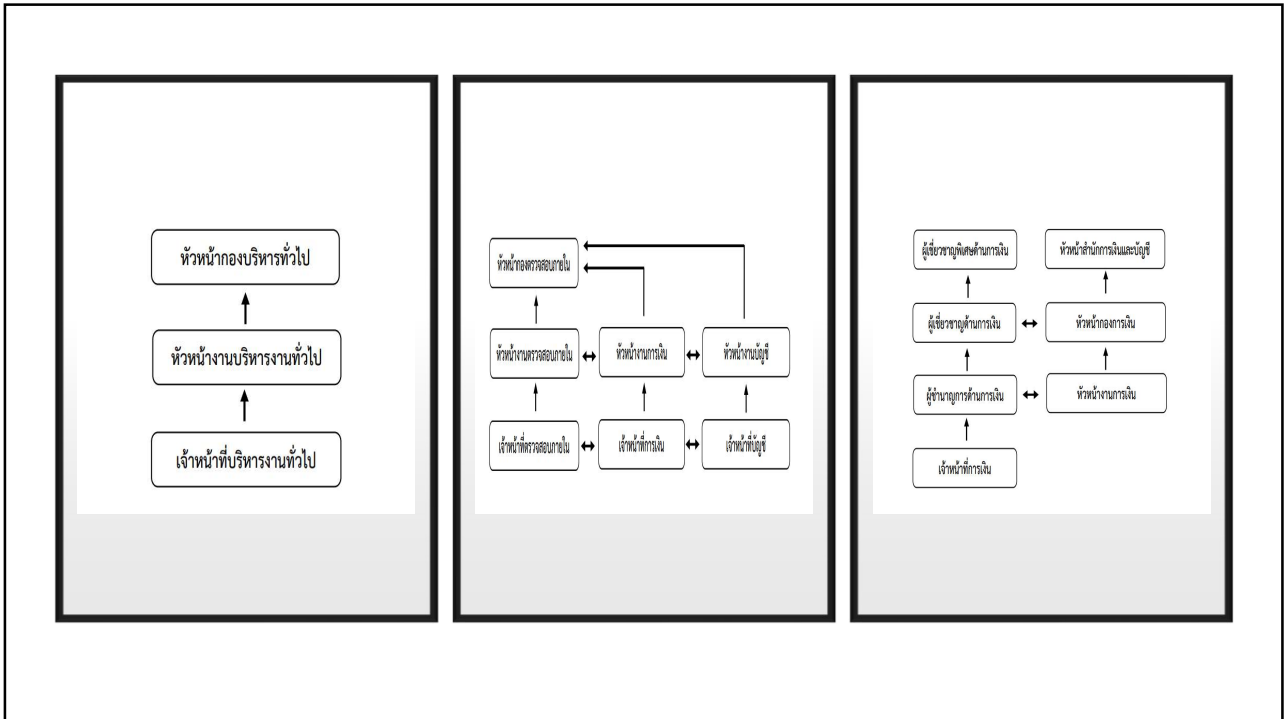 หัวหน้ากองบริหารทั่วไป
หัวหน้างานบริหารงานทั่วไป
เจ้าหน้าที่บริหารงานทั่วไป
หัวหน้ากองตรวจสอบภายใน
หัวหน้างานตรวจสอบภายใน
หัวหน้างานการเงิน
หัวหน้างานบัญชี
เจ้าหน้าที่ตรวจสอบภายใน
เจ้าหน้าที่การเงิน
เจ้าหน้าที่บัญชี
ผู้เชี่ยวชาญพิเศษด้านการเงิน
หัวหน้าสำนักการเงินและบัญชี
ผู้เชี่ยวชาญด้านการเงิน
หัวหน้ากองการเงิน
ผู้ชำนาญการด้านการเงิน
หัวหน้างานการเงิน
เจ้าหน้าที่การเงิน